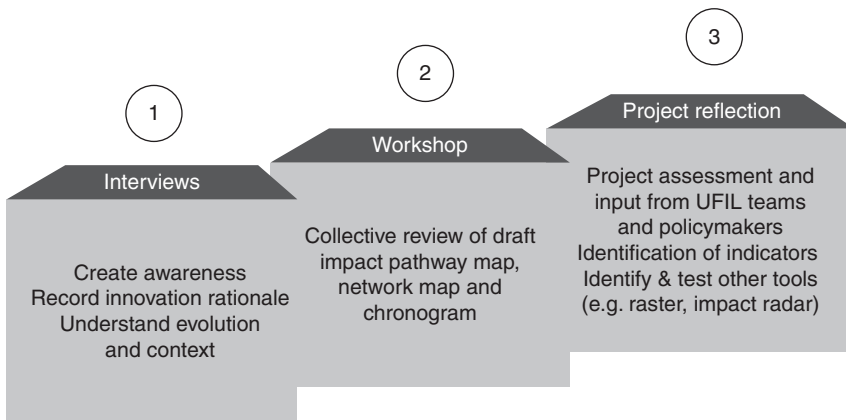 1
Interviews
Create awareness
Record innovation rationale
Understand evolution
and context
2
Workshop
Collective review of draft
impact pathway map,
network map and
chronogram
3
Project reflection
Project assessment and
input from UFIL teams
and policymakers
Identification of indicators
Identify & test other tools
(e.g. raster, impact radar)